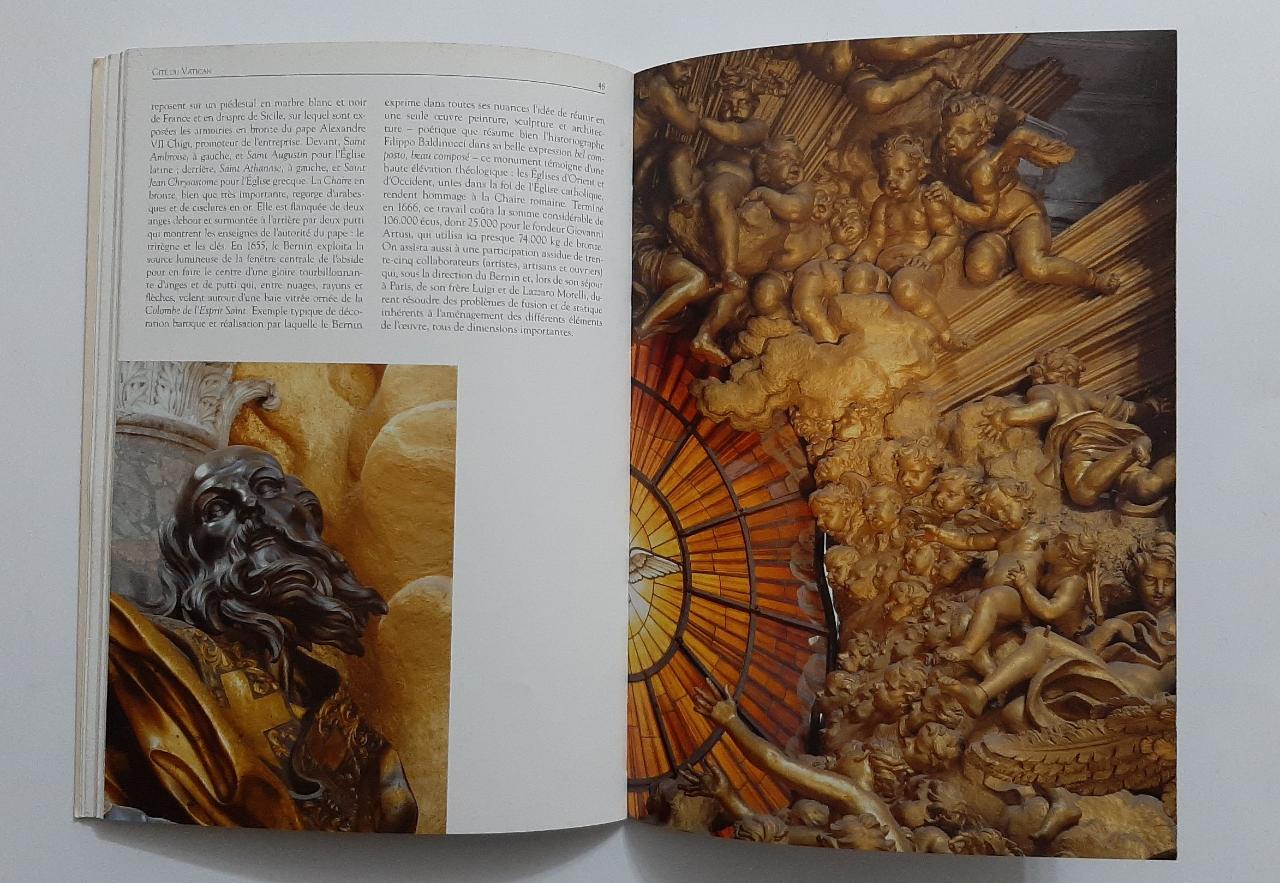 Cité du Vatican
48
reposent sur un piédestal en marbre blanc et noir
de France et en diaspre de Sicile, sur lequel sont ex-
posées les armoiries en bronze du pape Alexandre
VII Chigi, promoteur de l'entreprise. Devant, Saint
Ambroise, à gauche, et Saint Augustin pour l'Église
latine ; derrière, Saint Athanase, à gauche, et Saint
Jean Chrysostome pour l'Église grecque. La Chaire en
bronze, bien que très importante, regorge d'arabes-
ques et de ciselures en or. Elle est flanquée de deux
anges debout et surmontée à l'arrière par deux putti
qui montrent les enseignes de l'autorité du pape : le
trirègne et les clés. En 1655, le Bernin exploita la
source lumineuse de la fenêtre centrale de l'abside
pour en faire le centre d'une gloire tourbillonnan-
te d'anges et de putti qui, entre nuages, rayons et
flèches, volent autour d'une baie vitrée ornée de la
Colombe de l'Esprit Saint. Exemple typique de déco-
ration baroque et réalisation par laquelle le Bernin
exprime dans toutes ses nuances l'idée de réunir en
une seule œuvre peinture, sculpture et architec-
ture – poétique que résume bien l'historiographe
Filippo Baldinucci dans sa belle expression bel com-
posto, beau composé – ce monument témoigne d'une
haute élévation théologique : les Églises d'Orient et
d'Occident, unies dans la foi de l'Église catholique,
rendent hommage à la Chaire romaine. Terminé
en 1666, ce travail coûta la somme considérable de
106.000 écus, dont 25.000 pour le fondeur Giovanni
Artusi, qui utilisa ici presque 74.000 kg de bronze.
On assista aussi à une participation assidue de tren-
te-cinq collaborateurs (artistes, artisans et ouvriers)
qui, sous la direction du Bernin et, lors de son séjour
à Paris, de son frère Luigi et de Lazzaro Morelli, du-
rent résoudre des problèmes de fusion et de statique
inhérents à l'aménagement des différents éléments
de l'œuvre, tous de dimensions importantes.